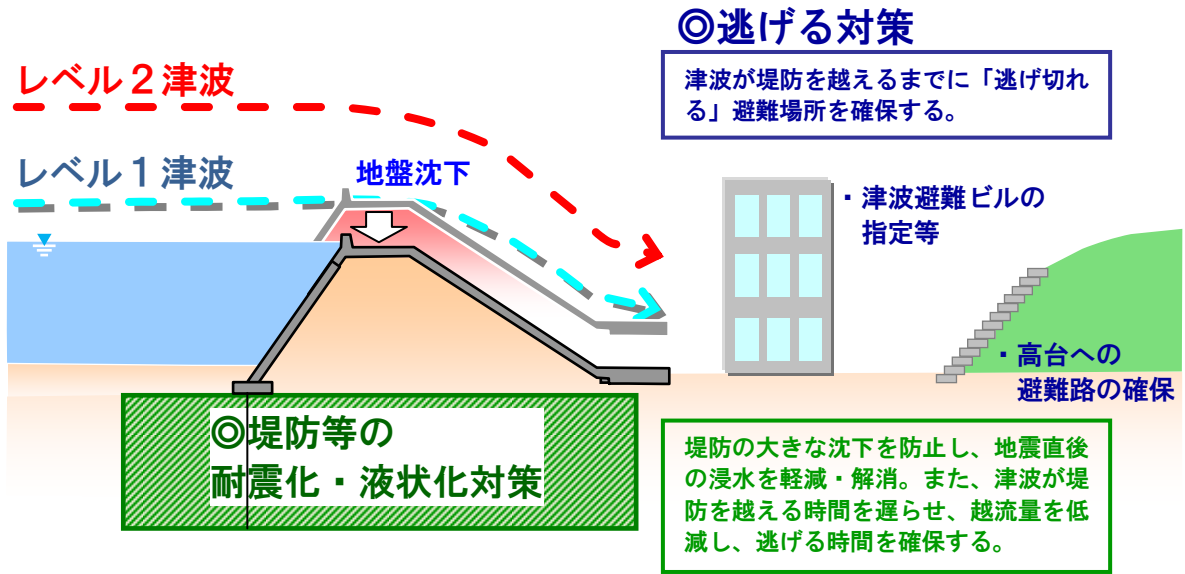 ◎逃げる対策
津波が堤防を越えるまでに「逃げ切れ
る」避難場所を確保する。
レベル２津波
レベル１津波
地盤沈下
・津波避難ビルの
指定等
・高台への
避難路の確保
◎堤防等の
耐震化・液状化対策
堤防の大きな沈下を防止し、地震直後
の浸水を軽減・解消。また、津波が堤
防を越える時間を遅らせ、越流量を低
減し、逃げる時間を確保する。